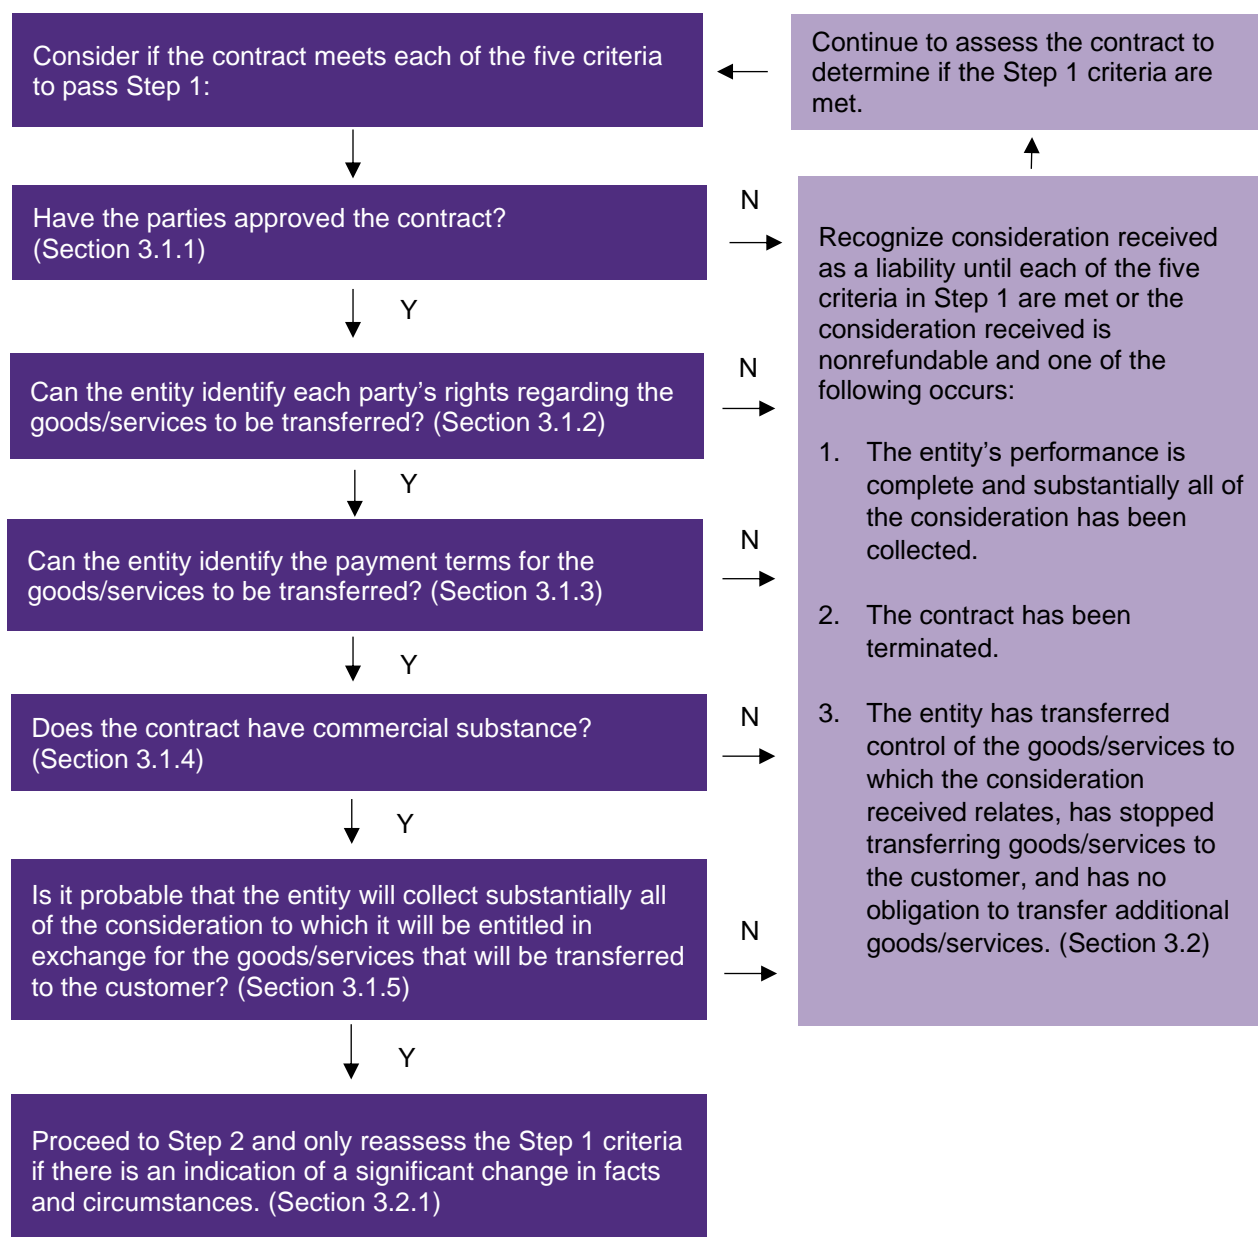 Consider if the contract meets each of the five criteria
to pass Step 1:
Continue to assess the contract to
determine if the Step 1 criteria are
met.
Have the parties approved the contract?
(Section 3.1.1)
N
Y
Can the entity identify each party’s rights regarding the
goods/services to be transferred? (Section 3.1.2)
N
Y
Can the entity identify the payment terms for the
goods/services to be transferred? (Section 3.1.3)
N
Y
Does the contract have commercial substance?
(Section 3.1.4)
N
Y
Is it probable that the entity will collect substantially all
of the consideration to which it will be entitled in
exchange for the goods/services that will be transferred
to the customer? (Section 3.1.5)
N
Y
Proceed to Step 2 and only reassess the Step 1 criteria
if there is an indication of a significant change in facts
and circumstances. (Section 3.2.1)
Recognize consideration received
as a liability until each of the five
criteria in Step 1 are met or the
consideration received is
nonrefundable and one of the
following occurs:
1. The entity’s performance is
complete and substantially all of
the consideration has been
collected.
2. The contract has been
terminated.
3. The entity has transferred
control of the goods/services to
which the consideration
received relates, has stopped
transferring goods/services to
the customer, and has no
obligation to transfer additional
goods/services. (Section 3.2)